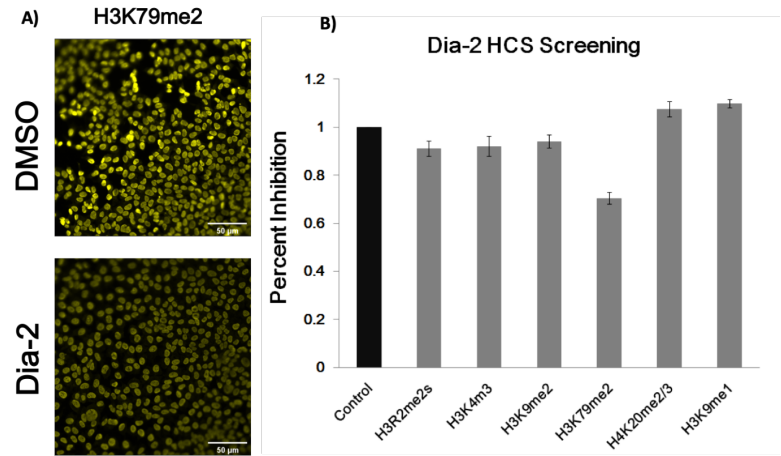 A)
H3K79me2
DMSO
50 µm
Dia-2
50 µm
B)
Dia-2 HCS Screening
Percent Inhibition
1.2
1
0.8
0.6
0.4
0.2
0
Control
H3R2me2s
H3K4m3
H3K9me2
H3K79me2
H4K20me2/3
H3K9me1